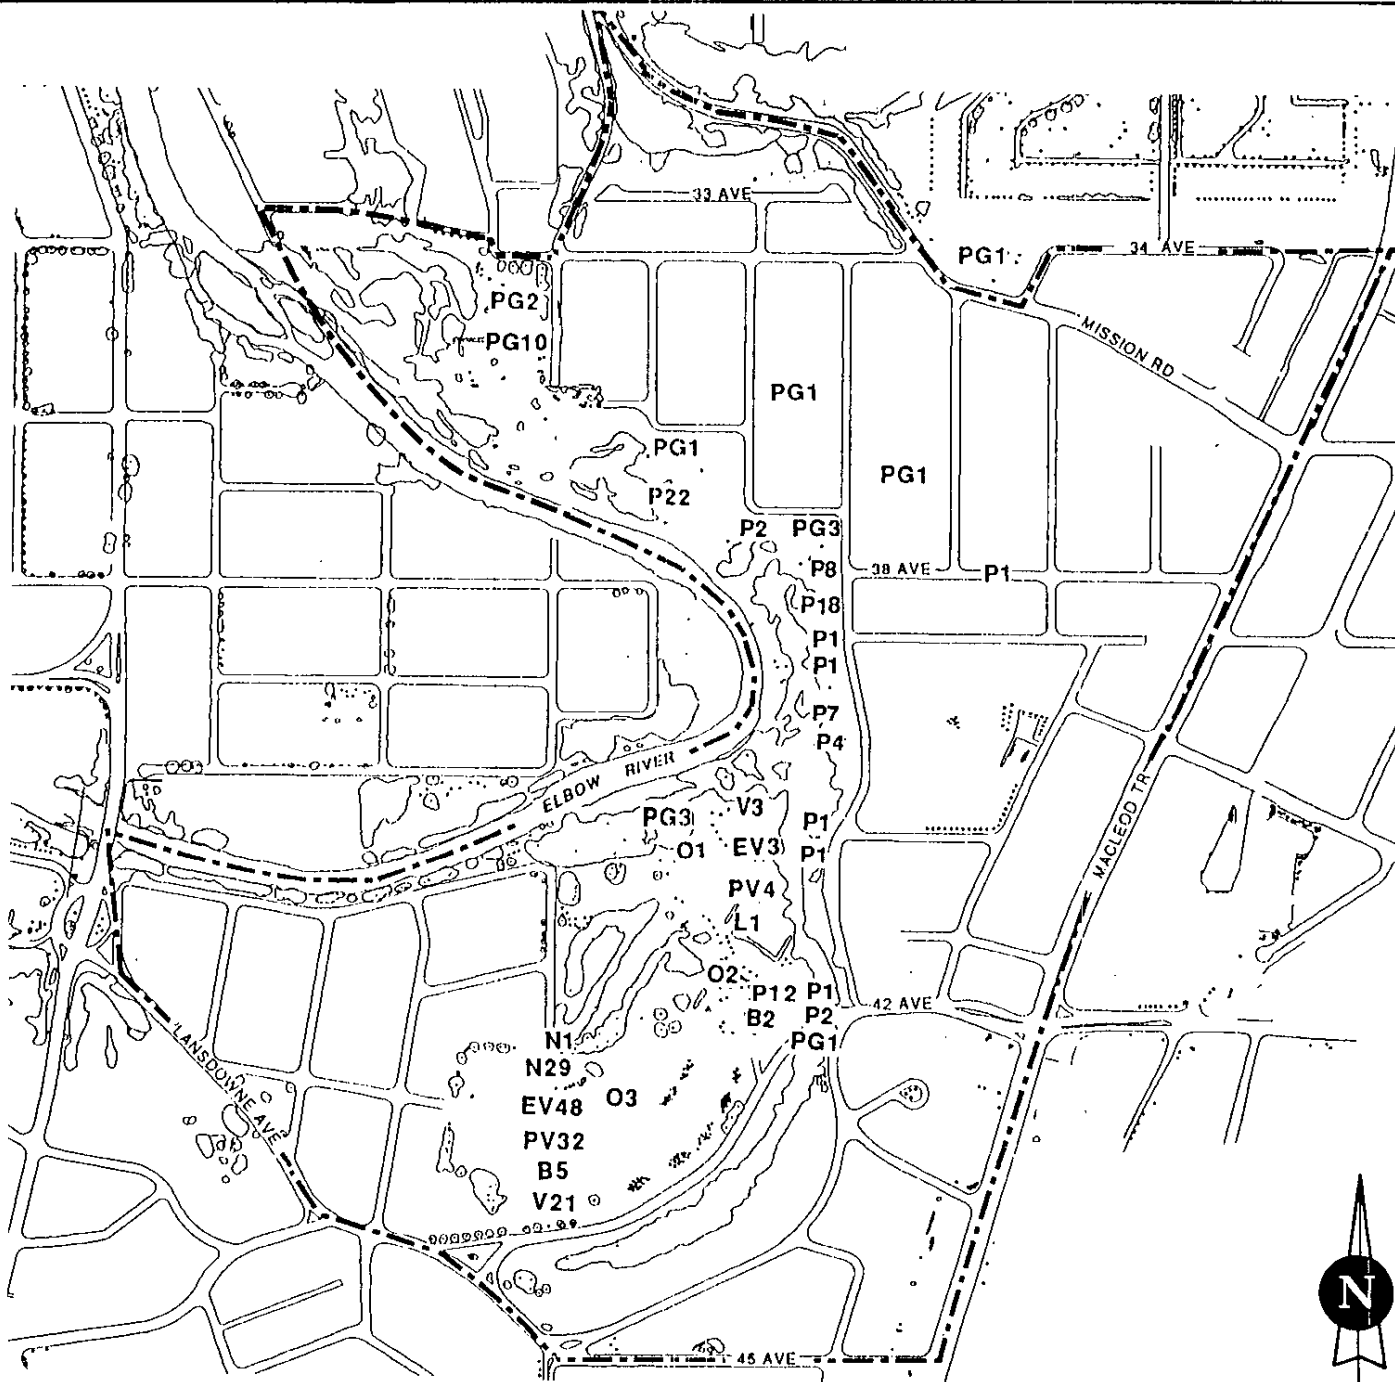 33 AVE
PG1
34 AVE
PG2
MISSION RD
PG10
PG1
PG1
PG1
P22
P2
PG3
P8
38 AVE
P1
P18
P1
P1
P7
P4
ELBOW RIVER
MACLEOD TR
V3
PG3
P1
O1
EV3
P1
PV4
L1
O2
P12
P1
42 AVE
B2
P2
N1
PG1
LANSDOWNE AVE
N29
O3
EV48
PV32
B5
V21
N
45 AVE